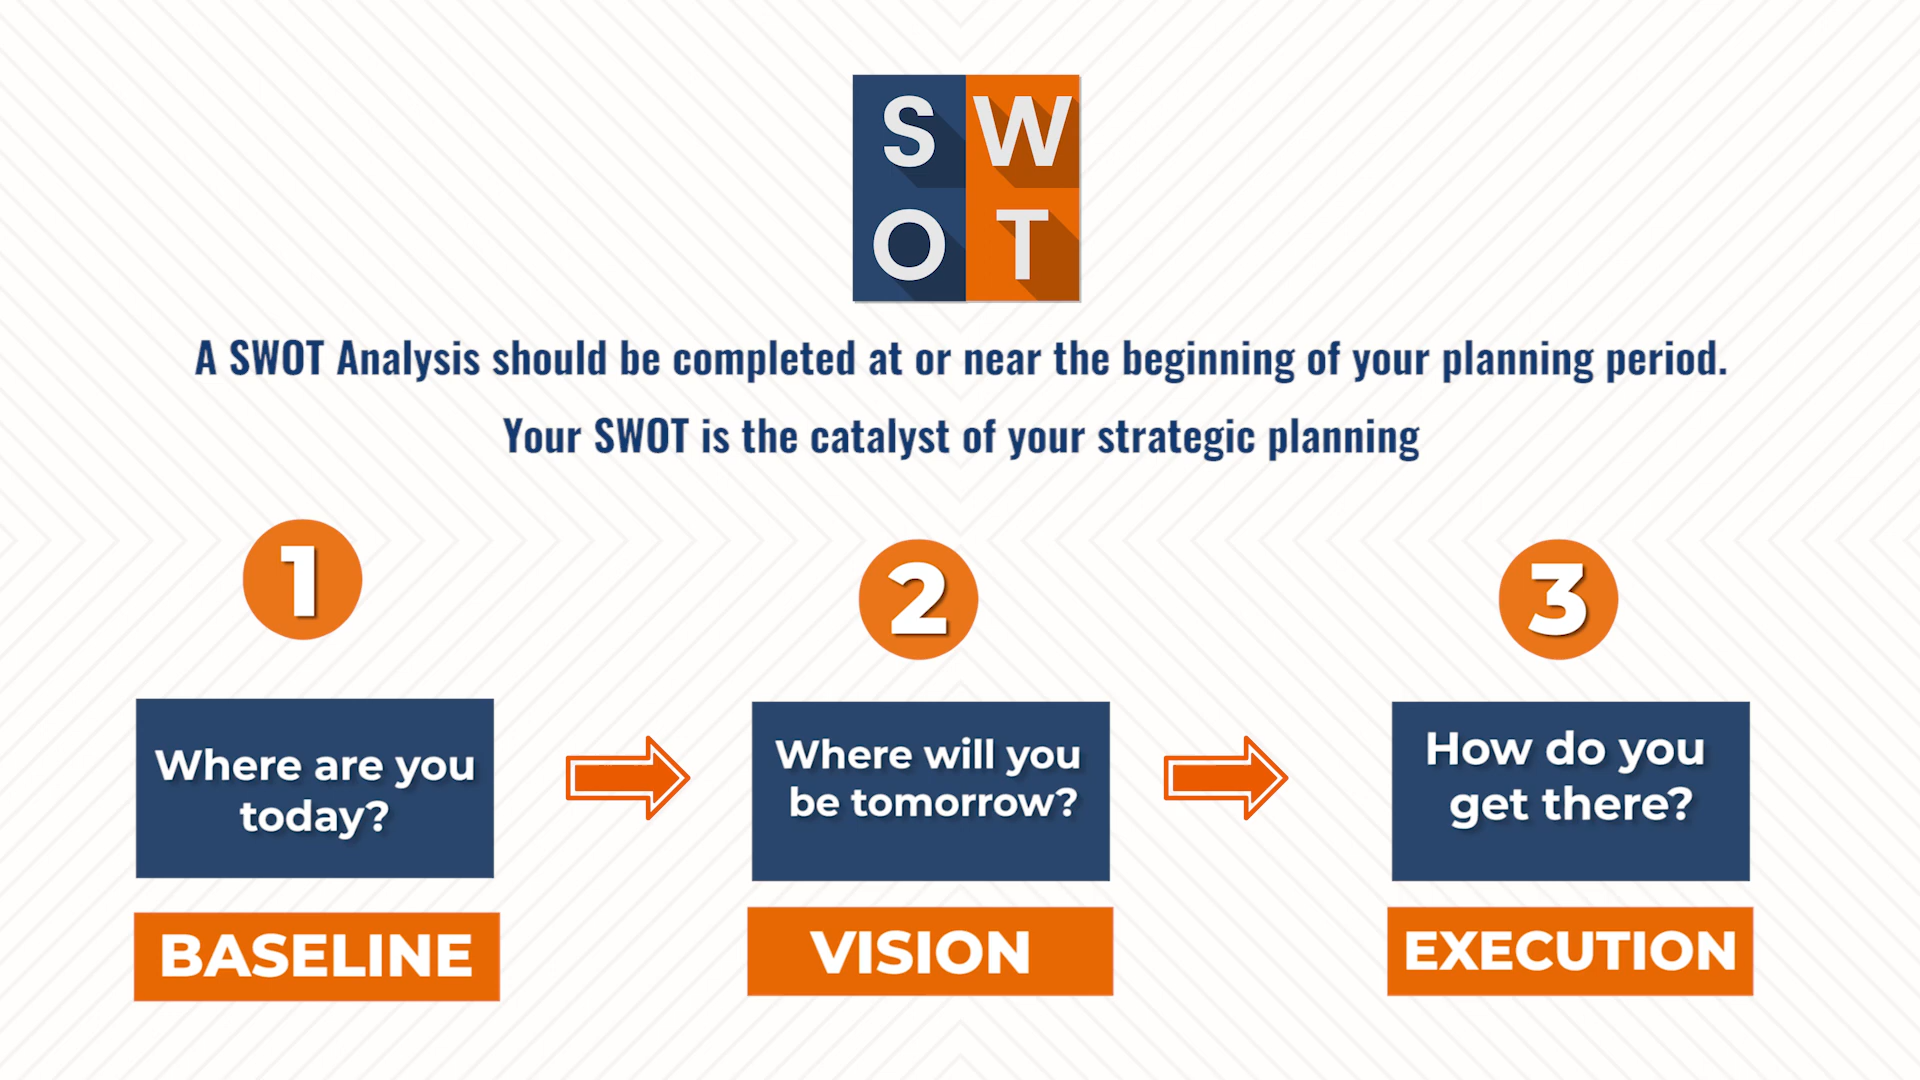 S W
O T
A SWOT Analysis should be completed at or near the beginning of your planning period.
Your SWOT is the catalyst of your strategic planning
1
Where are you
today?
BASELINE
2
Where will you
be tomorrow?
VISION
3
How do you
get there?
EXECUTION